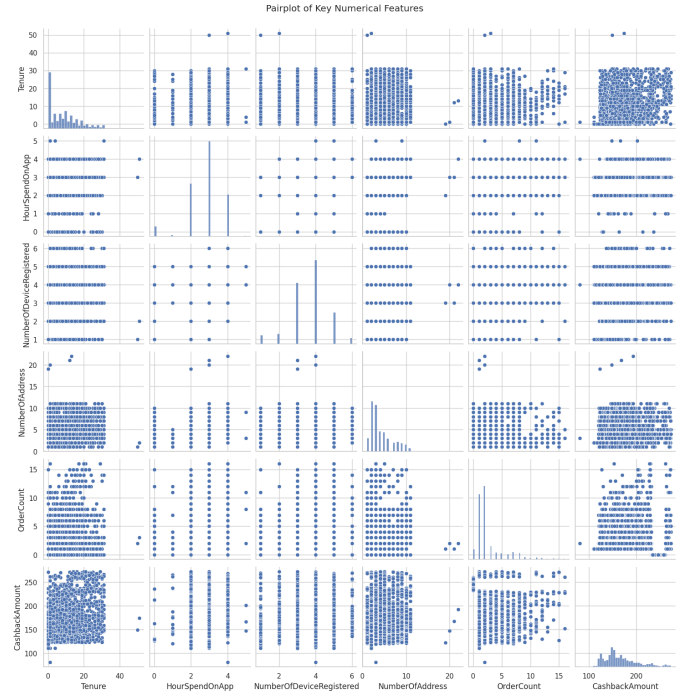 Pairplot of Key Numerical Features
50
40
30
20
10
0
Tenure
5
4
3
2
1
0
HourSpendOnApp
6
5
4
3
2
1
NumberOfDeviceRegistered
20
15
10
5
0
NumberOfAddress
15
10
5
0
OrderCount
250
200
150
100
CashbackAmount
0 20 40
0 2 4
2 4 6
0 10 20
0 5 10 15
100 200
Tenure HourSpendOnApp NumberOfDeviceRegistered NumberOfAddress OrderCount CashbackAmount